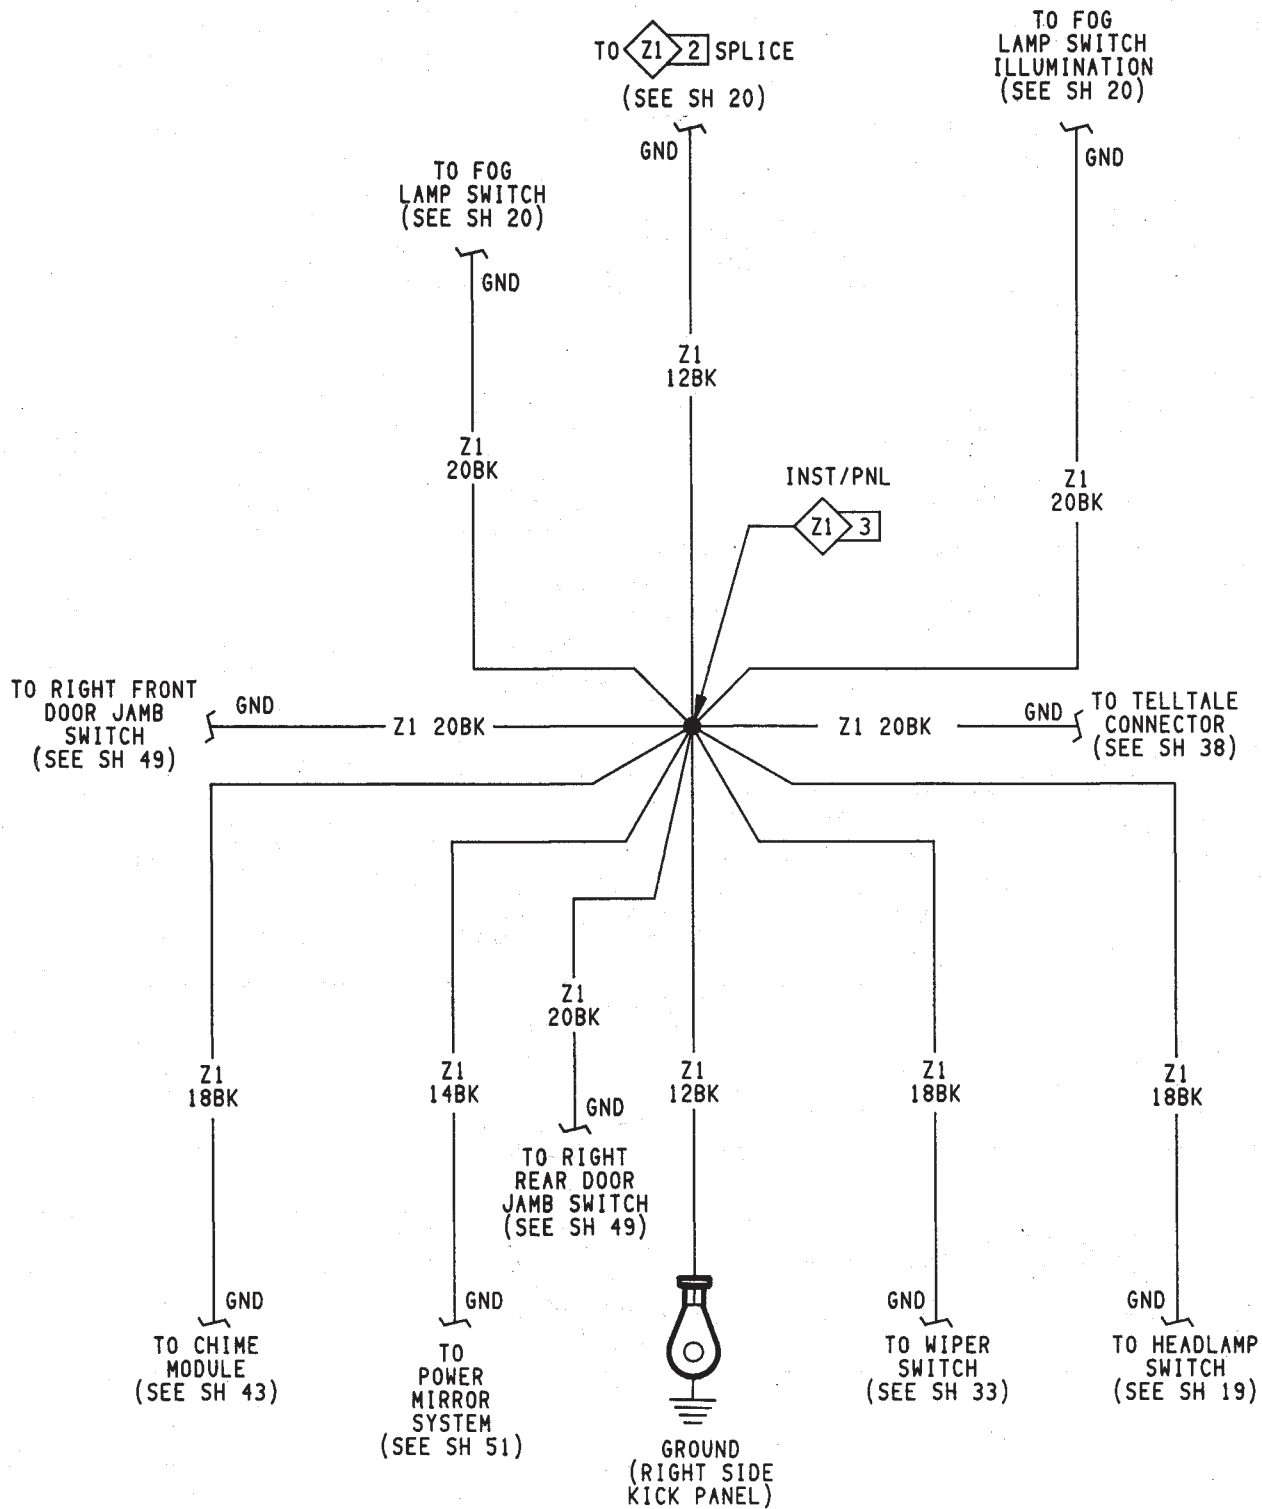 TO Z1 2 SPLICE
(SEE SH 20)
GND
TO FOG
LAMP SWITCH
ILLUMINATION
(SEE SH 20)
GND
TO FOG
LAMP SWITCH
(SEE SH 20)
GND
Z1
12BK
Z1
20BK
INST/PNL
Z1 3
Z1
20BK
TO RIGHT FRONT
DOOR JAMB
SWITCH
(SEE SH 49)
GND
Z1 20BK
Z1 20BK
GND
TO TELLTALE
CONNECTOR
(SEE SH 38)
Z1
18BK
Z1
14BK
Z1
20BK
GND
Z1
12BK
Z1
18BK
Z1
18BK
TO RIGHT
REAR DOOR
JAMB SWITCH
(SEE SH 49)
GND
TO CHIME
MODULE
(SEE SH 43)
GND
TO
POWER
MIRROR
SYSTEM
(SEE SH 51)
GROUND
(RIGHT SIDE
KICK PANEL)
GND
TO WIPER
SWITCH
(SEE SH 33)
GND
TO HEADLAMP
SWITCH
(SEE SH 19)